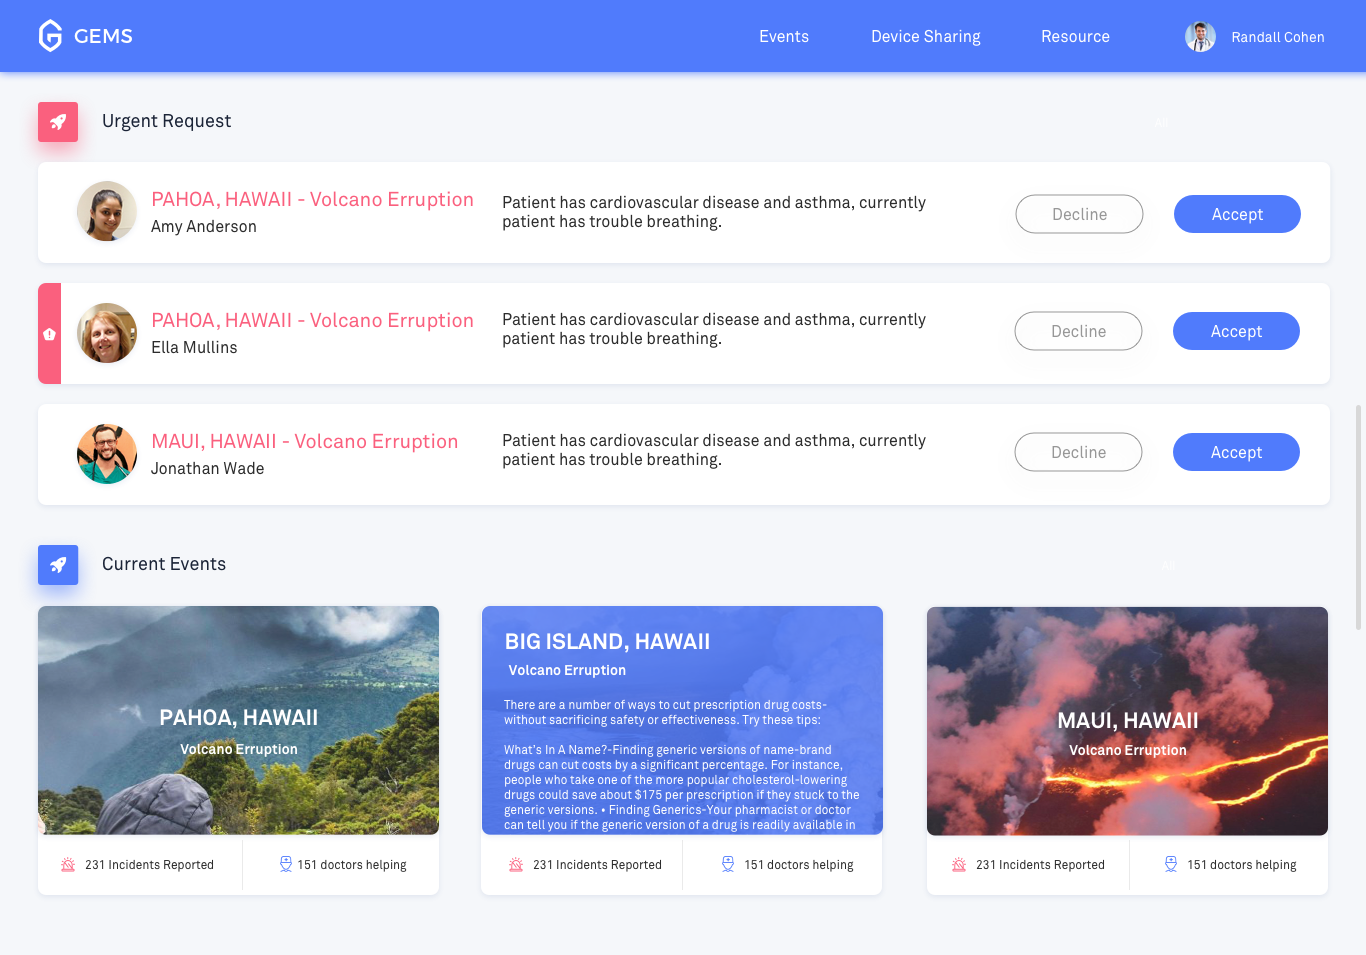 GEMS
Events
Device Sharing
Resource
Randall Cohen
Urgent Request
All
PAHOA, HAWAII - Volcano Erruption
Amy Anderson
Patient has cardiovascular disease and asthma, currently
patient has trouble breathing.
Decline
Accept
PAHOA, HAWAII - Volcano Erruption
Ella Mullins
Patient has cardiovascular disease and asthma, currently
patient has trouble breathing.
Decline
Accept
MAUI, HAWAII - Volcano Erruption
Jonathan Wade
Patient has cardiovascular disease and asthma, currently
patient has trouble breathing.
Decline
Accept
Current Events
All
PAHOA, HAWAII
Volcano Erruption
231 Incidents Reported
151 doctors helping
BIG ISLAND, HAWAII
Volcano Erruption
There are a number of ways to cut prescription drug costs-
without sacrificing safety or effectiveness. Try these tips:
What's In A Name?-Finding generic versions of name-brand
drugs can cut costs by a significant percentage. For instance,
people who take one of the more popular cholesterol-lowering
drugs could save about $175 per prescription if they stuck to the
generic versions. • Finding Generics-Your pharmacist or doctor
can tell you if the generic version of a drug is readily available in
231 Incidents Reported
151 doctors helping
MAUI, HAWAII
Volcano Erruption
231 Incidents Reported
151 doctors helping